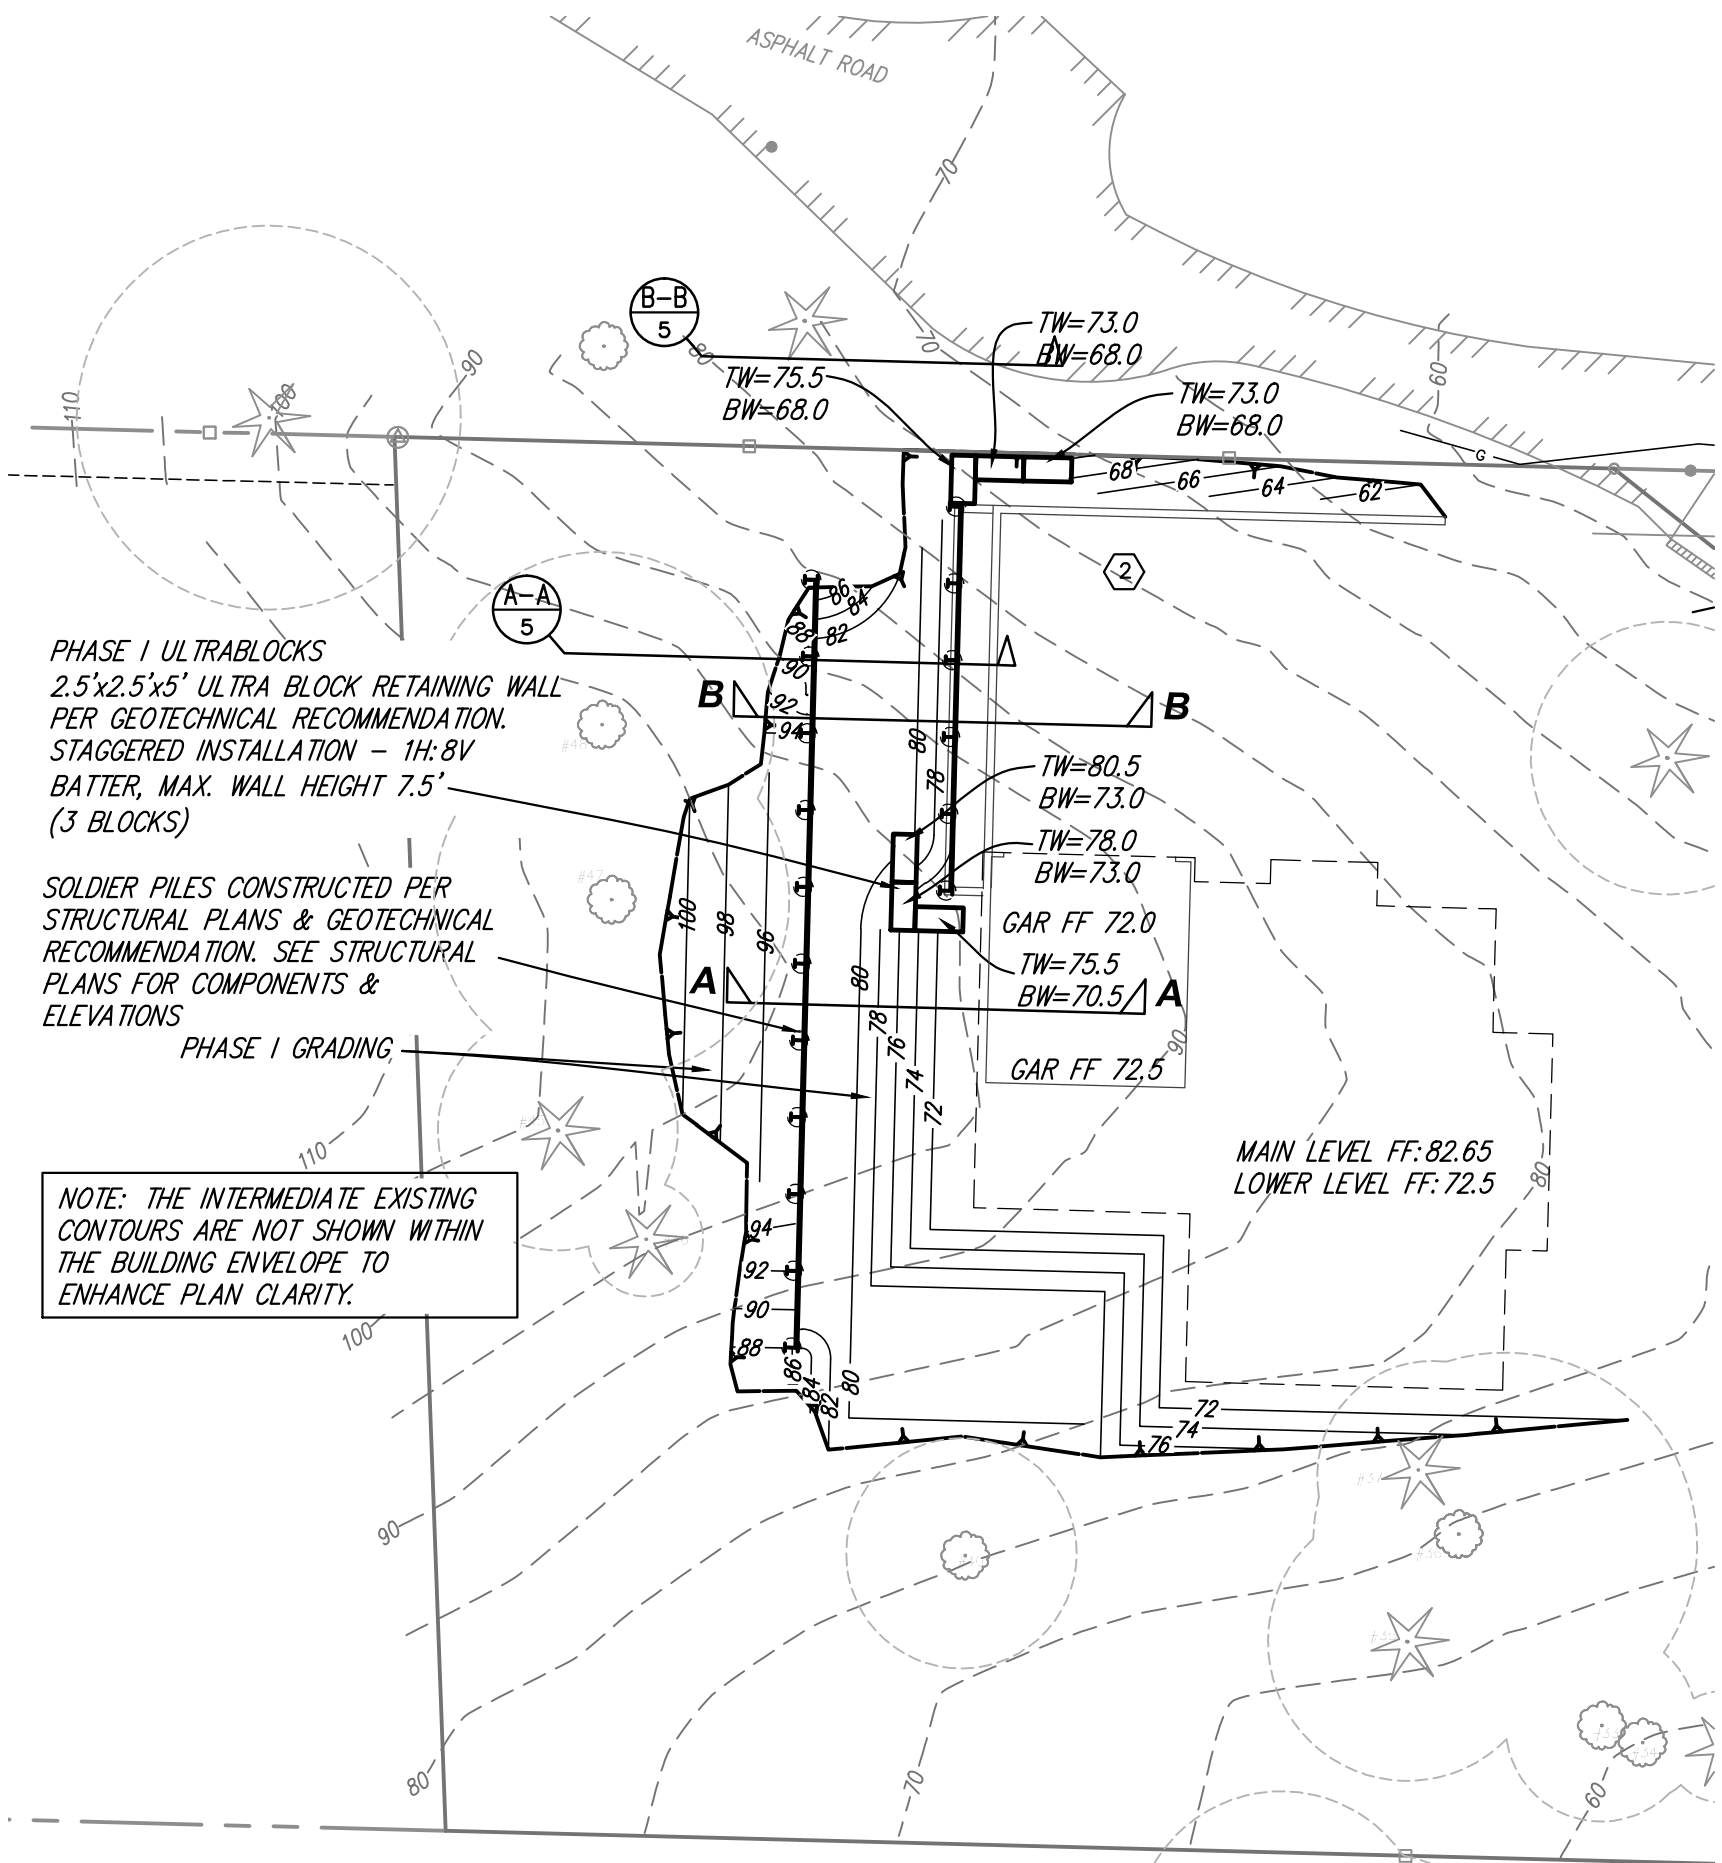 ASPHALT ROAD
70
B-B
5
TW=73.0
BW=68.0
80
70
60
90
TW=75.5
BW=68.0
TW=73.0
BW=68.0
110
100
G
68
66
64
62
2
A-A
5
86
84
88
82
90
92
94
PHASE I ULTRABLOCKS
2.5'x2.5'x5' ULTRA BLOCK RETAINING WALL
PER GEOTECHNICAL RECOMMENDATION.
STAGGERED INSTALLATION - 1H:8V
BATTER, MAX. WALL HEIGHT 7.5'
(3 BLOCKS)
B
B
80
78
TW=80.5
BW=73.0
TW=78.0
BW=73.0
#47
SOLDIER PILES CONSTRUCTED PER
STRUCTURAL PLANS & GEOTECHNICAL
RECOMMENDATION. SEE STRUCTURAL
PLANS FOR COMPONENTS &
ELEVATIONS
100
98
96
GAR FF 72.0
TW=75.5
BW=70.5
A
A
80
78
76
74
72
90
PHASE I GRADING
GAR FF 72.5
110
MAIN LEVEL FF:82.65
LOWER LEVEL FF:72.5
80
NOTE: THE INTERMEDIATE EXISTING
CONTOURS ARE NOT SHOWN WITHIN
THE BUILDING ENVELOPE TO
ENHANCE PLAN CLARITY.
94
92
90
88
86
84
82
80
100
72
74
76
90
#37
#36
80
70
#34
60